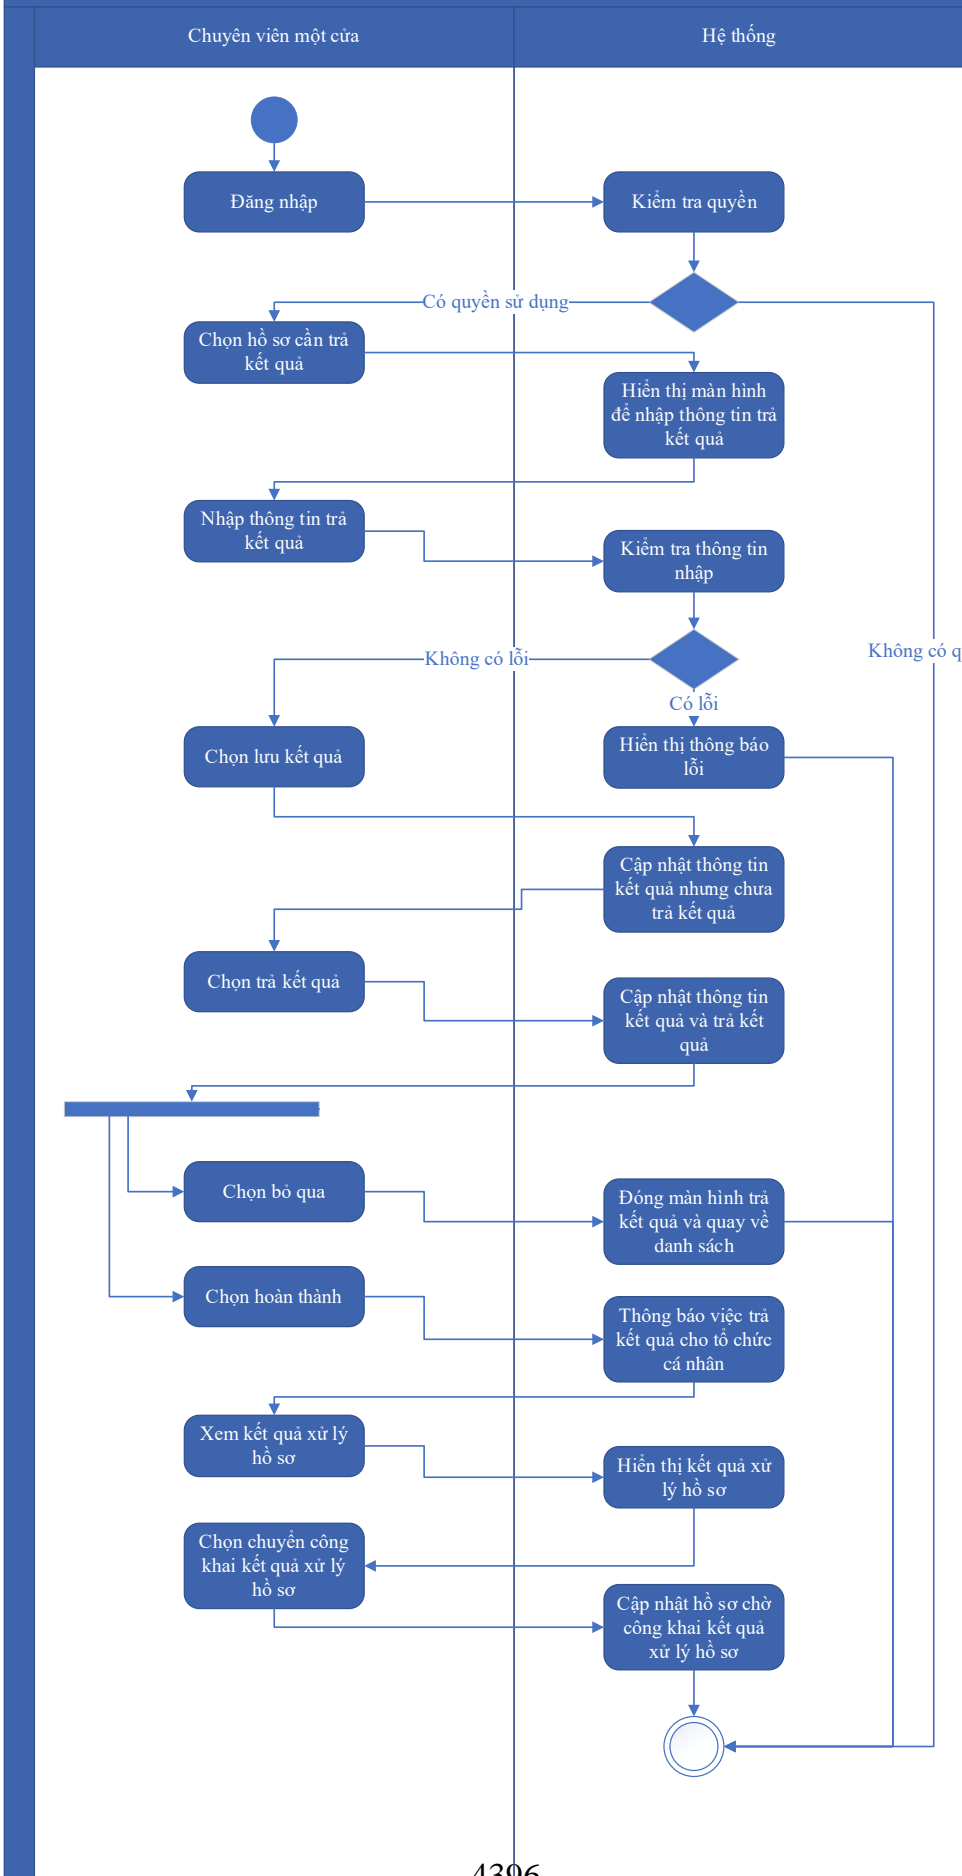 Chuyên viên một cửa
Hệ thống
Đăng nhập
Kiểm tra quyền
Có quyền sử dụng
Chọn hồ sơ cần trả
kết quả
Hiển thị màn hình
để nhập thông tin trả
kết quả
Nhập thông tin trả
kết quả
Kiểm tra thông tin
nhập
Không có q
Không có lỗi
Có lỗi
Chọn lưu kết quả
Hiển thị thông báo
lỗi
Cập nhật thông tin
kết quả nhưng chưa
trả kết quả
Chọn trả kết quả
Cập nhật thông tin
kết quả và trả kết
quả
Chọn bỏ qua
Đóng màn hình trả
kết quả và quay về
danh sách
Chọn hoàn thành
Thông báo việc trả
kết quả cho tổ chức
cá nhân
Xem kết quả xử lý
hồ sơ
Hiển thị kết quả xử
lý hồ sơ
Chọn chuyển công
khai kết quả xử lý
hồ sơ
Cập nhật hồ sơ chờ
công khai kết quả
xử lý hồ sơ
4396